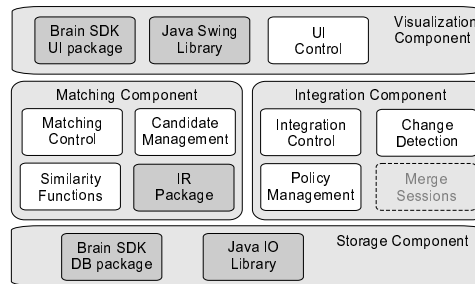 Brain SDK
UI package
Java Swing
Library
UI
Control
Visualization
Component
Matching Component
Matching
Control
Candidate
Management
Similarity
Functions
IR
Package
Integration Component
Integration
Control
Change
Detection
Policy
Management
Merge
Sessions
Storage Component
Brain SDK
DB package
Java IO
Library